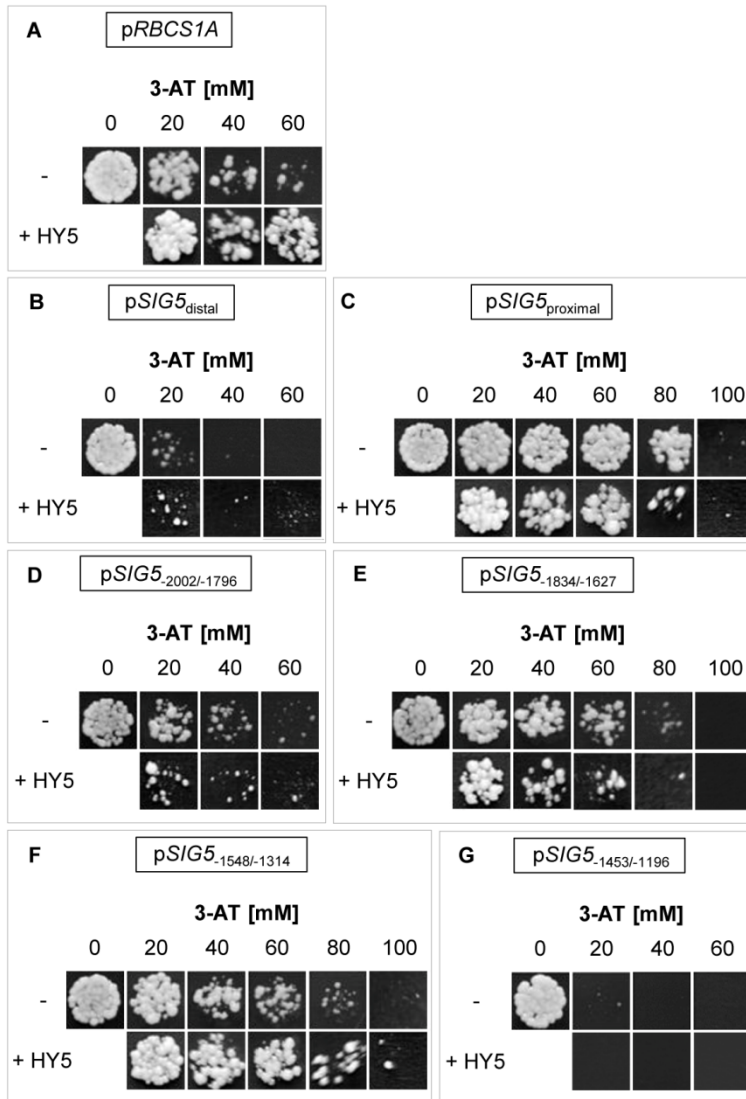 A
pRBCS1A
3-AT [mM]
0 20 40 60
-
+ HY5
B
pSIG5distal
3-AT [mM]
0 20 40 60
-
+ HY5
C
pSIG5proximal
3-AT [mM]
0 20 40 60 80 100
-
+ HY5
D
pSIG5-2002/-1796
3-AT [mM]
0 20 40 60
-
+ HY5
E
pSIG5-1834/-1627
3-AT [mM]
0 20 40 60 80 100
-
+ HY5
F
pSIG5-1548/-1314
3-AT [mM]
0 20 40 60 80 100
-
+ HY5
G
pSIG5-1453/-1196
3-AT [mM]
0 20 40 60
-
+ HY5